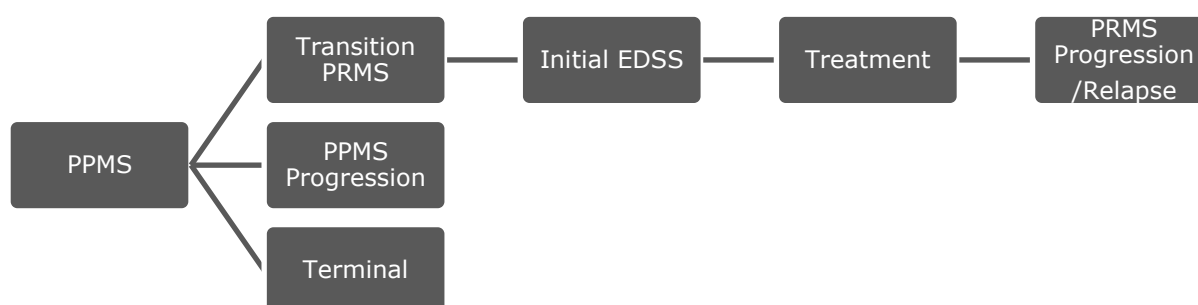 PPMS
Transition
PRMS
Initial EDSS
Treatment
PRMS
Progression
/Relapse
PPMS
Progression
Terminal